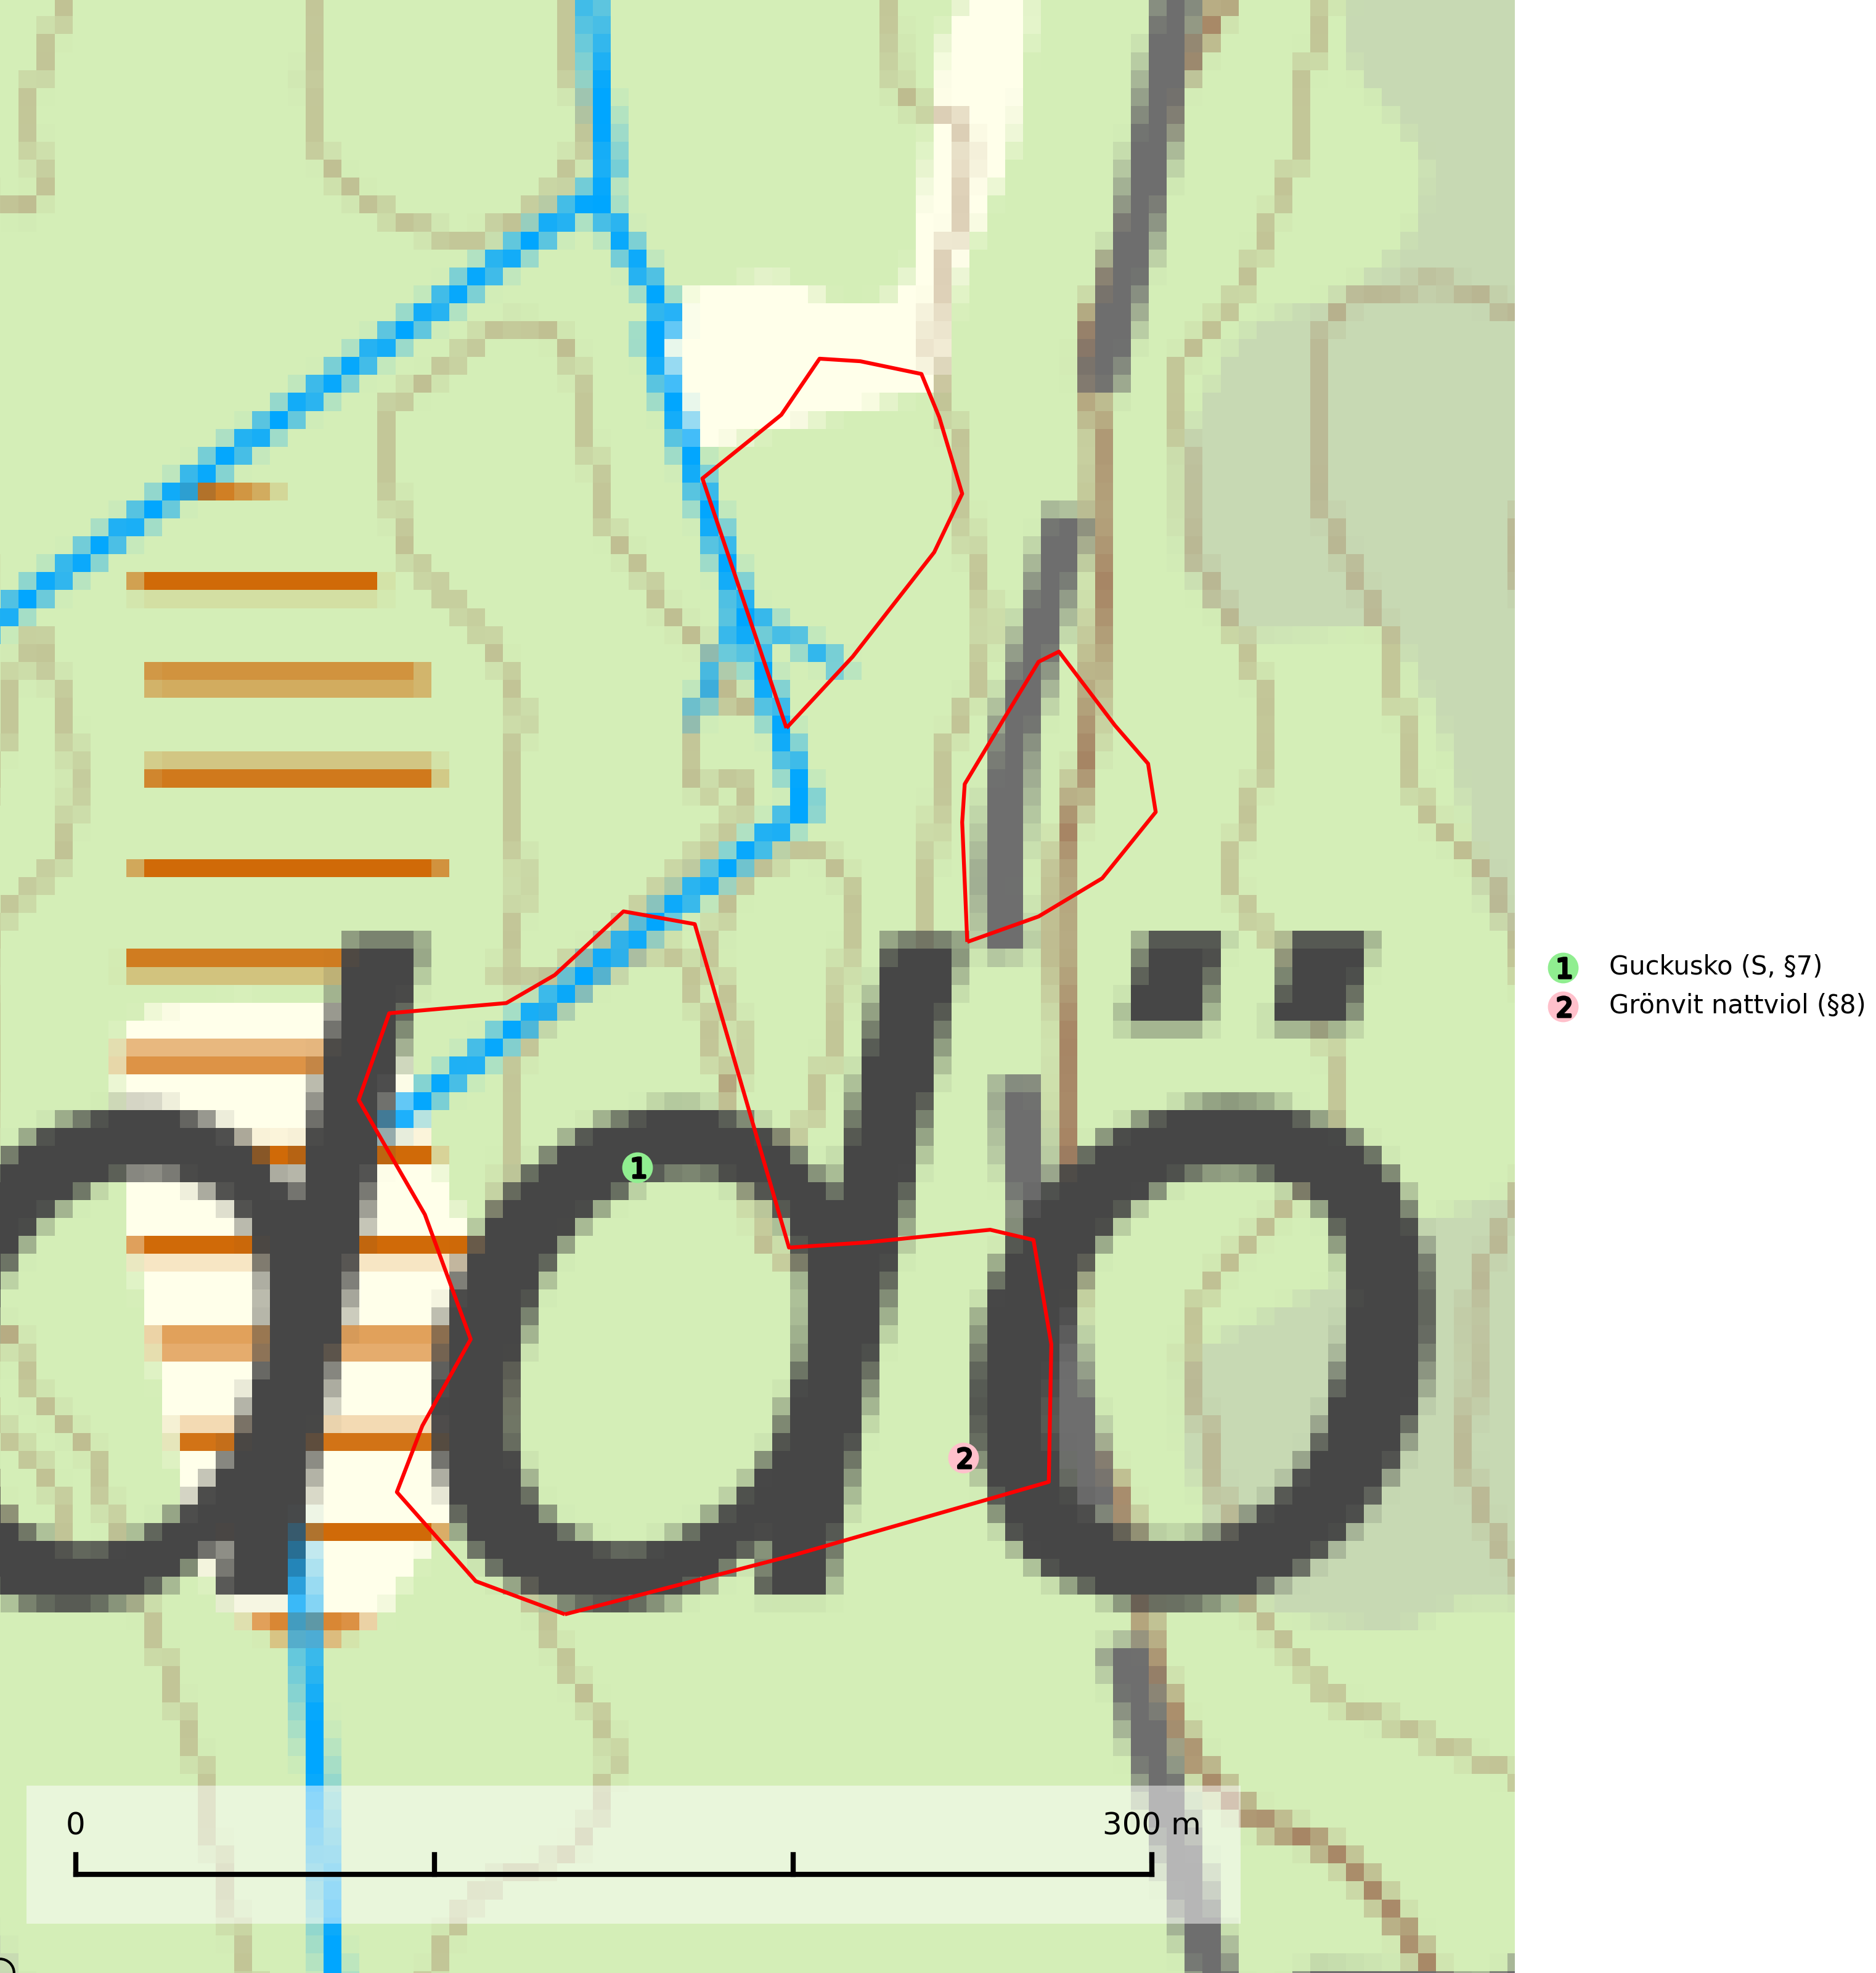 1 Guckusko (S, §7)
2 Grönvit nattviol (§8)
1
2
0 300 m